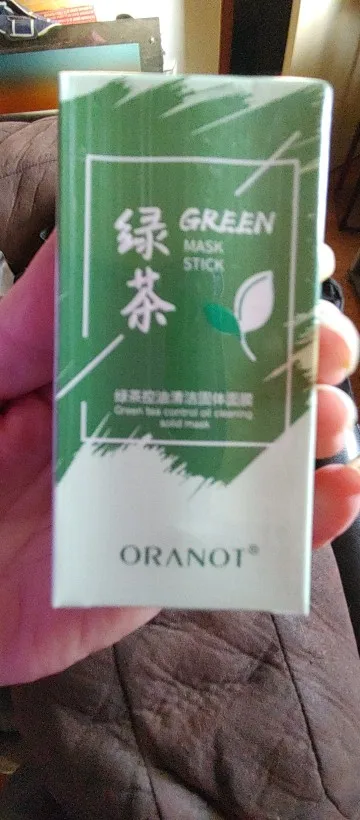 绿茶
GREEN
MASK
STICK
绿茶控油清洁固体面膜
Green tea control oil cleaning
solid mask
ORANOT®